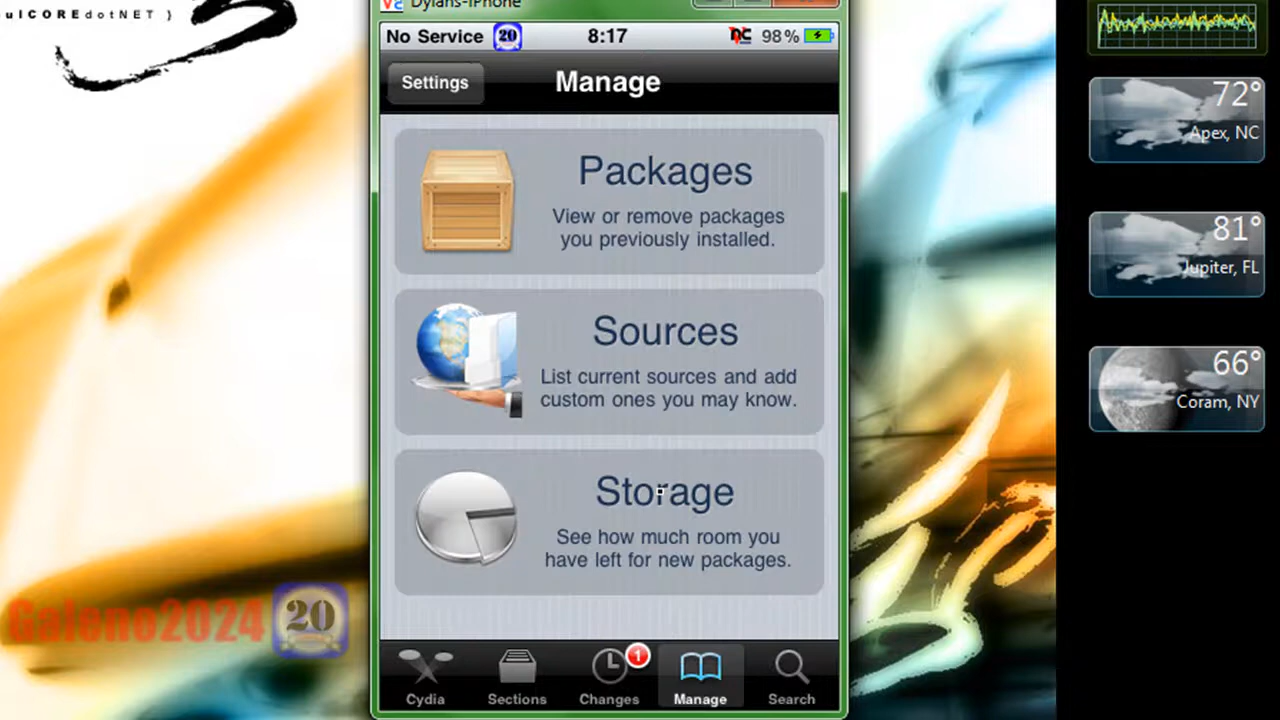 ulCOREdotNET )
Dylans-iPhone
No Service 20 8:17 98%
Settings
Manage
Packages
View or remove packages
you previously installed.
Sources
List current sources and add
custom ones you may know.
Storage
See how much room you
have left for new packages.
Cydia
Sections
1
Changes
Manage
Search
72°
Apex, NC
81°
Jupiter, FL
66°
Coram, NY
Galeno2024 20